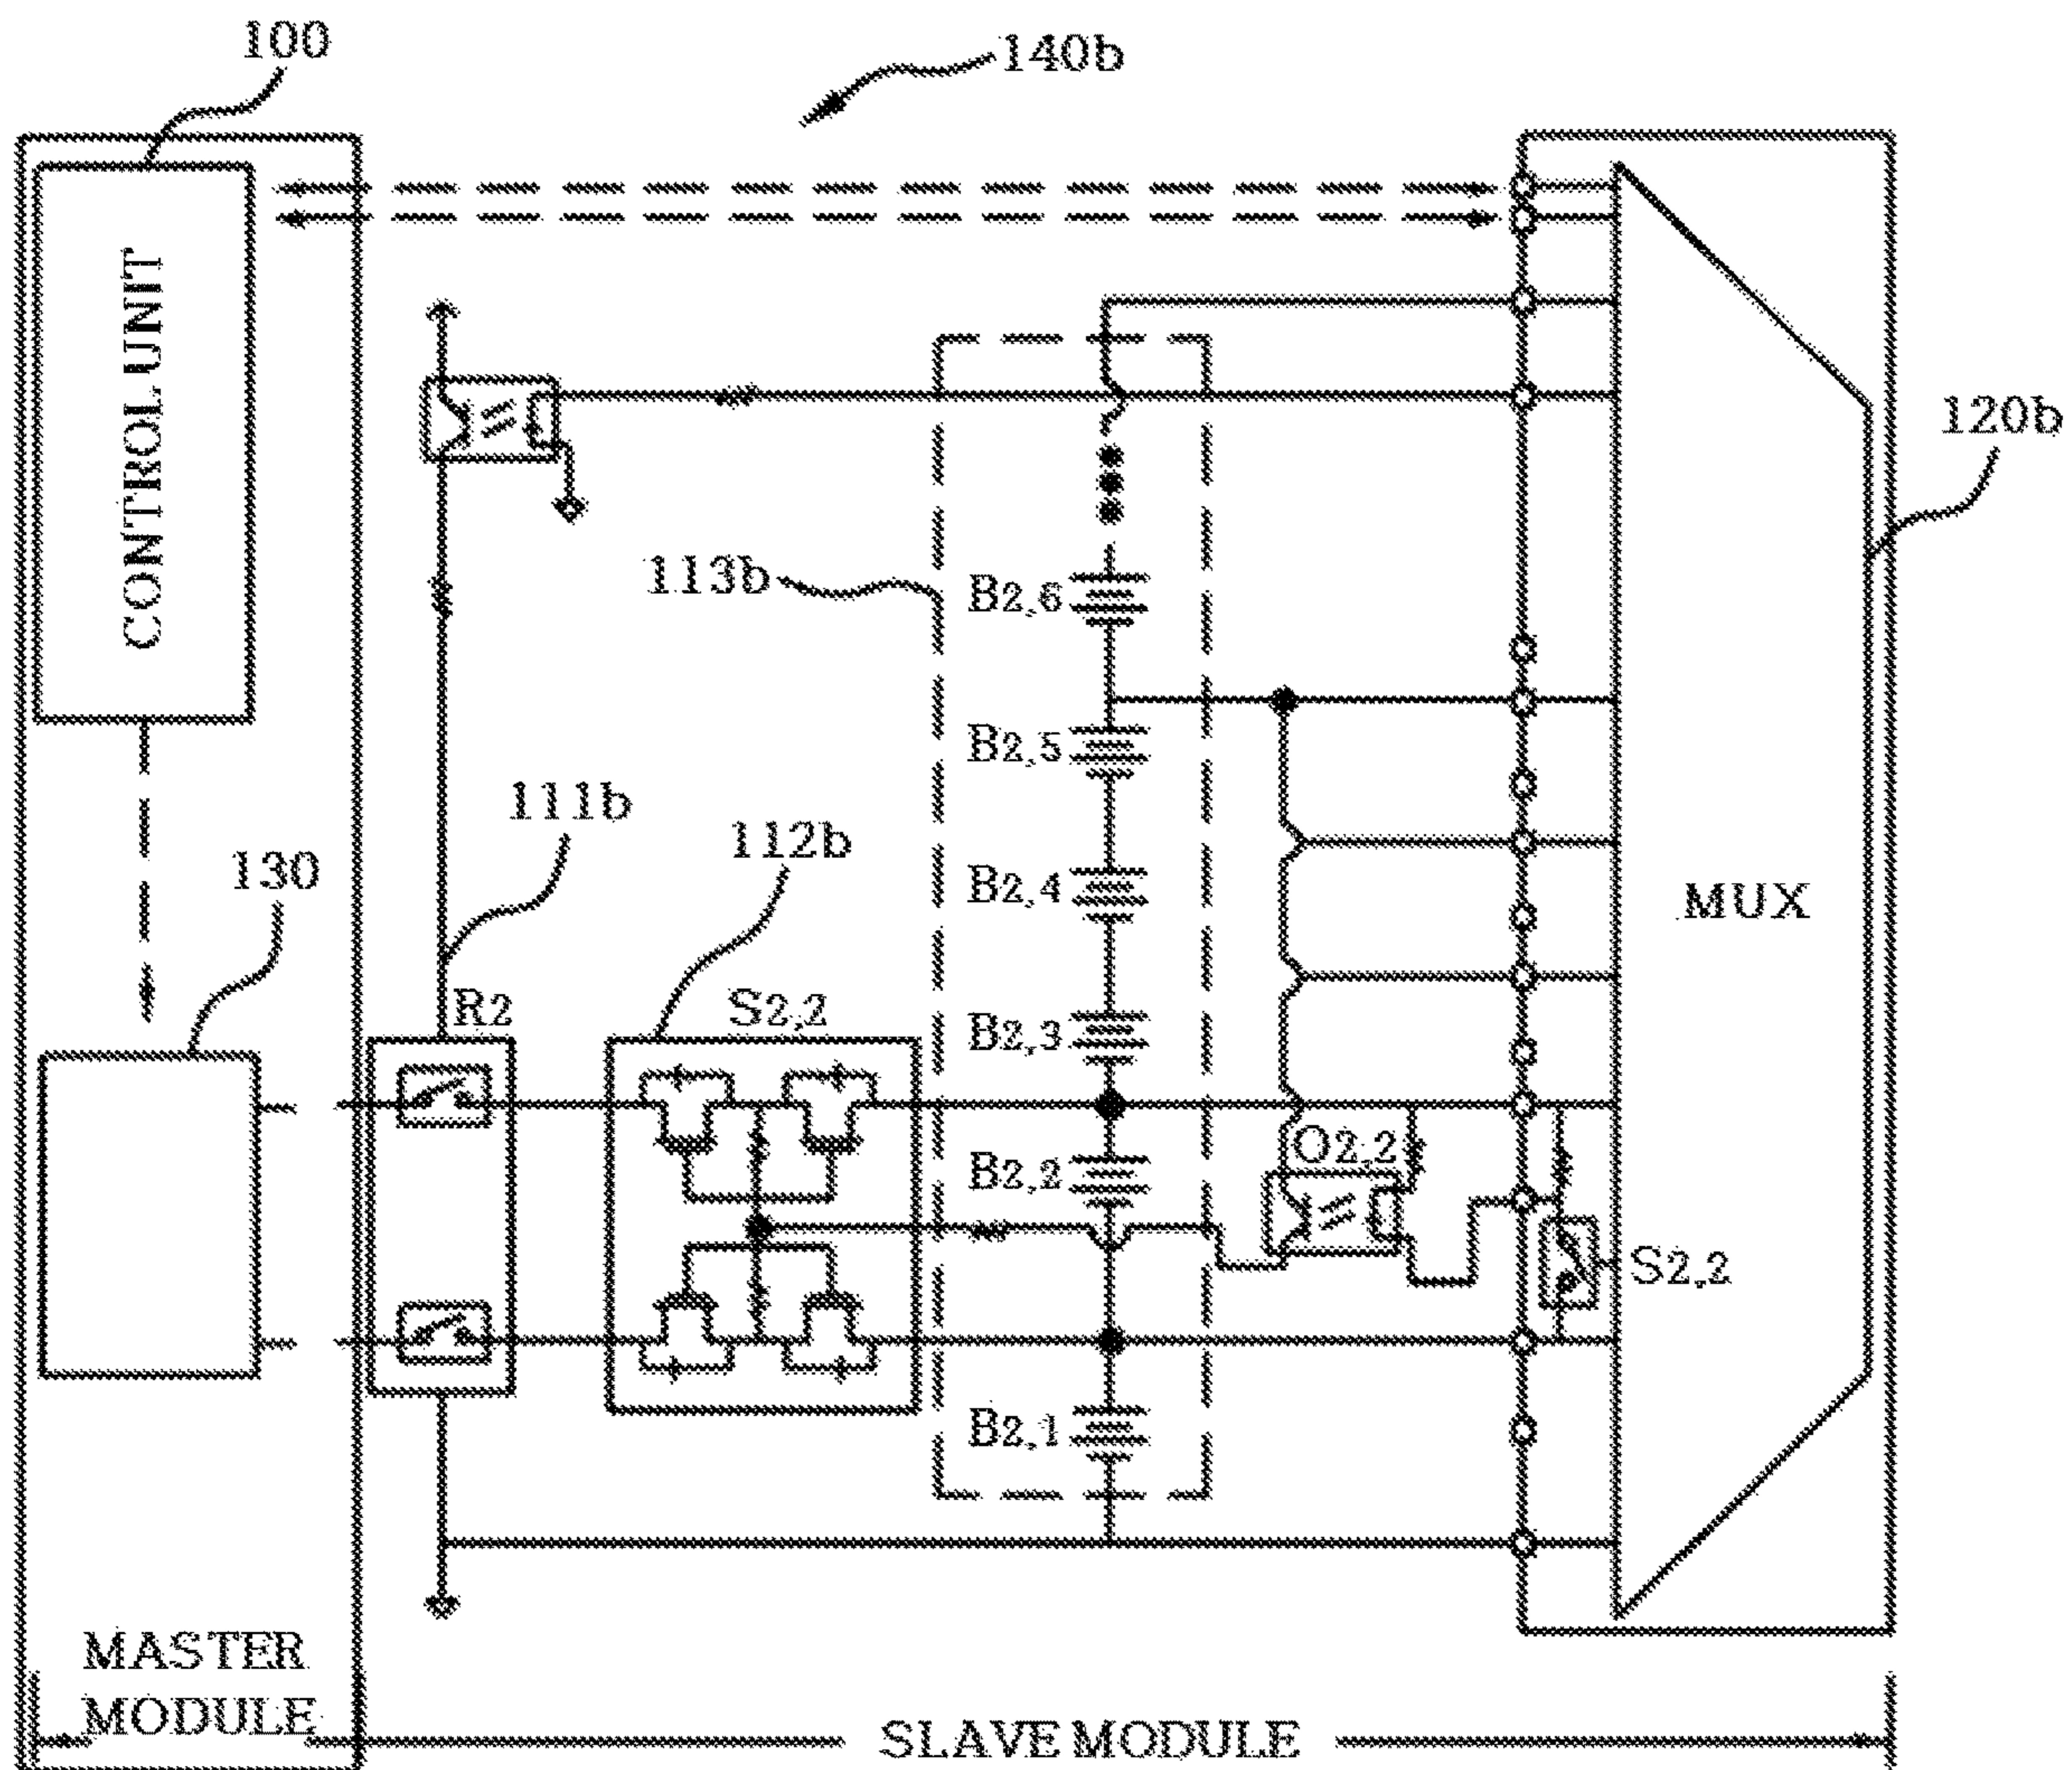 100
140b
CONTROL UNIT
120b
113b
B2,6
B2,5
111b
112b
B2,4
130
MUX
R2
S2,2
B2,3
O2,2
B2,2
S2,2
B2,1
MASTER
MODULE
SLAVE MODULE